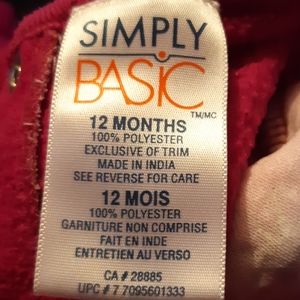 SIMPLY
BASIC
TM/MC
12 MONTHS
100% POLYESTER
EXCLUSIVE OF TRIM
MADE IN INDIA
SEE REVERSE FOR CARE
12 MOIS
100% POLYESTER
GARNITURE NON COMPRISE
FAIT EN INDE
ENTRETIEN AU VERSO
CA # 28885
UPC # 7 7095601333